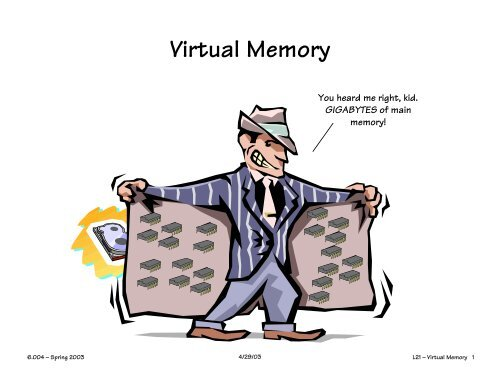 Virtual Memory
You heard me right, kid.
GIGABYTES of main
memory!
6.004 – Spring 2003
4/29/03
L21 – Virtual Memory 1